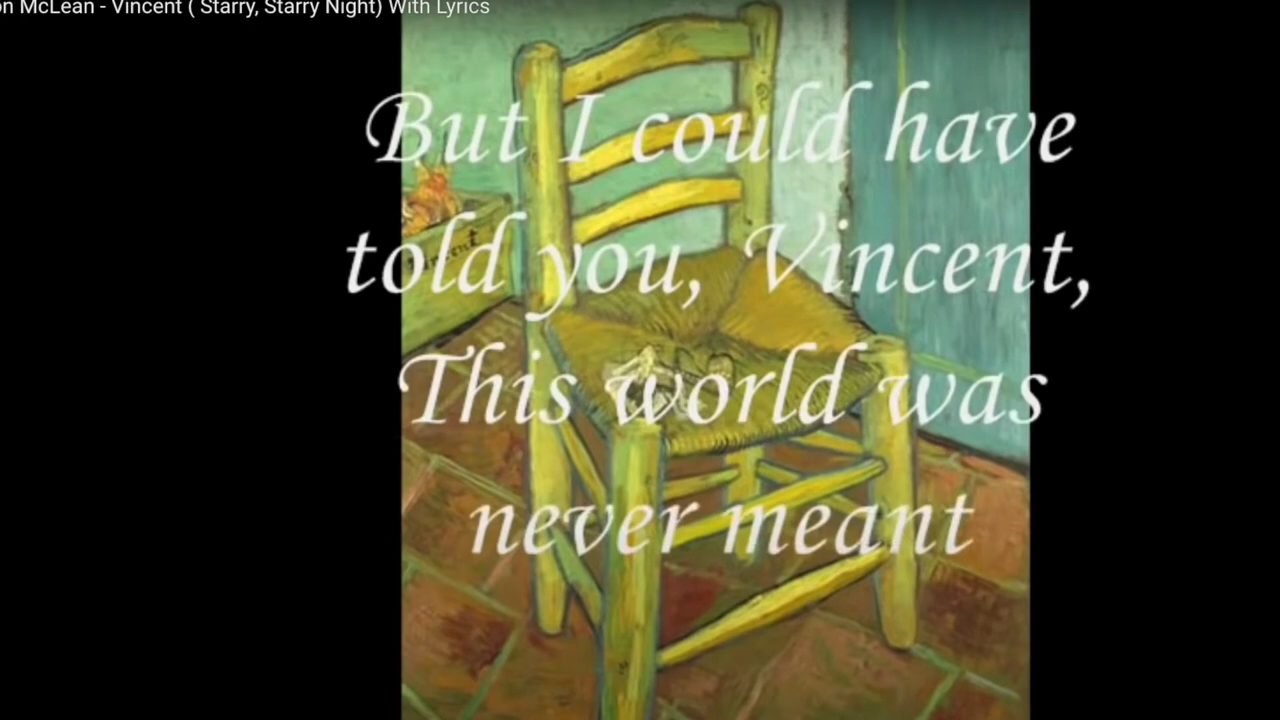 on McLean - Vincent ( Starry, Starry Night) With Lyrics
But I could have
told you, Vincent,
This world was
never meant
Vincent